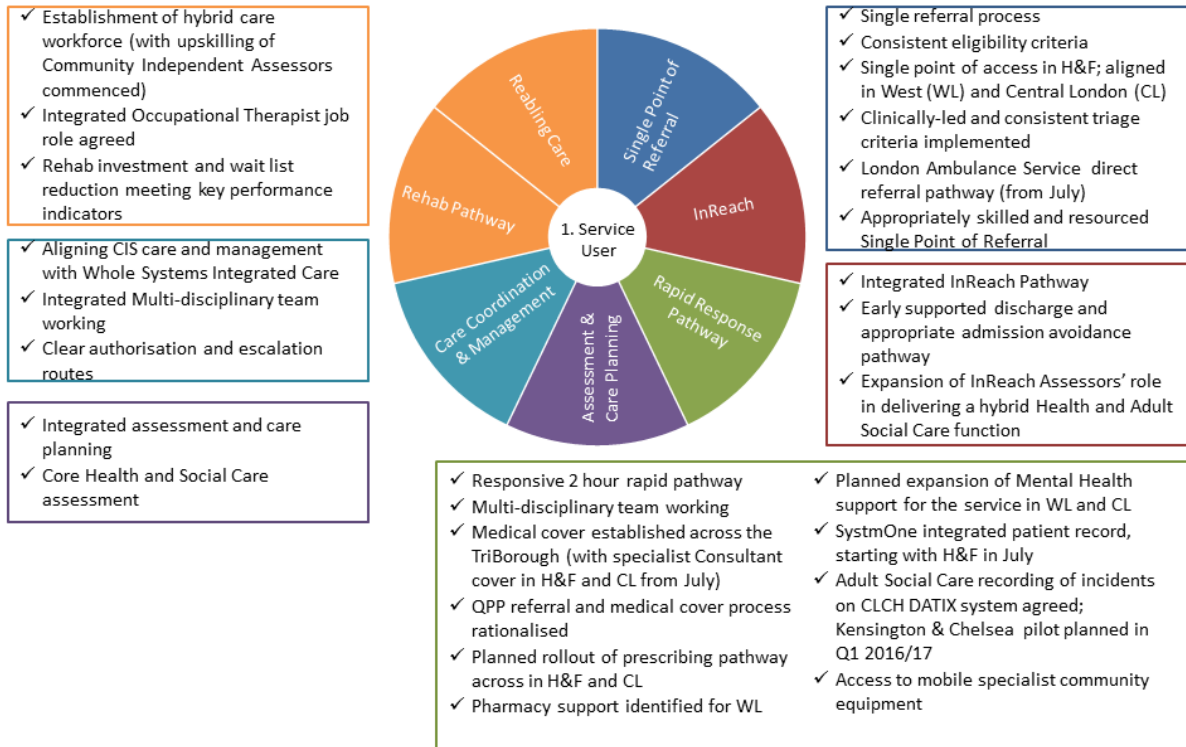 ✓ Establishment of hybrid care
workforce (with upskilling of
Community Independent Assessors
commenced)
✓ Integrated Occupational Therapist job
role agreed
✓ Rehab investment and wait list
reduction meeting key performance
indicators
✓ Aligning CIS care and management
with Whole Systems Integrated Care
✓ Integrated Multi-disciplinary team
working
✓ Clear authorisation and escalation
routes
✓ Integrated assessment and care
planning
✓ Core Health and Social Care
assessment
Reabling Care
Single Point of
Referral
Rehab Pathway
InReach
1. Service
User
Care Coordination
& Management
Assessment &
Care Planning
Rapid Response
Pathway
✓ Single referral process
✓ Consistent eligibility criteria
✓ Single point of access in H&F; aligned
in West (WL) and Central London (CL)
✓ Clinically-led and consistent triage
criteria implemented
✓ London Ambulance Service direct
referral pathway (from July)
✓ Appropriately skilled and resourced
Single Point of Referral
✓ Integrated InReach Pathway
✓ Early supported discharge and
appropriate admission avoidance
pathway
✓ Expansion of InReach Assessors’ role
in delivering a hybrid Health and Adult
Social Care function
✓ Responsive 2 hour rapid pathway
✓ Multi-disciplinary team working
✓ Medical cover established across the
TriBorough (with specialist Consultant
cover in H&F and CL from July)
✓ QPP referral and medical cover process
rationalised
✓ Planned rollout of prescribing pathway
across in H&F and CL
✓ Pharmacy support identified for WL
✓ Planned expansion of Mental Health
support for the service in WL and CL
✓ SystmOne integrated patient record,
starting with H&F in July
✓ Adult Social Care recording of incidents
on CLCH DATIX system agreed;
Kensington & Chelsea pilot planned in
Q1 2016/17
✓ Access to mobile specialist community
equipment